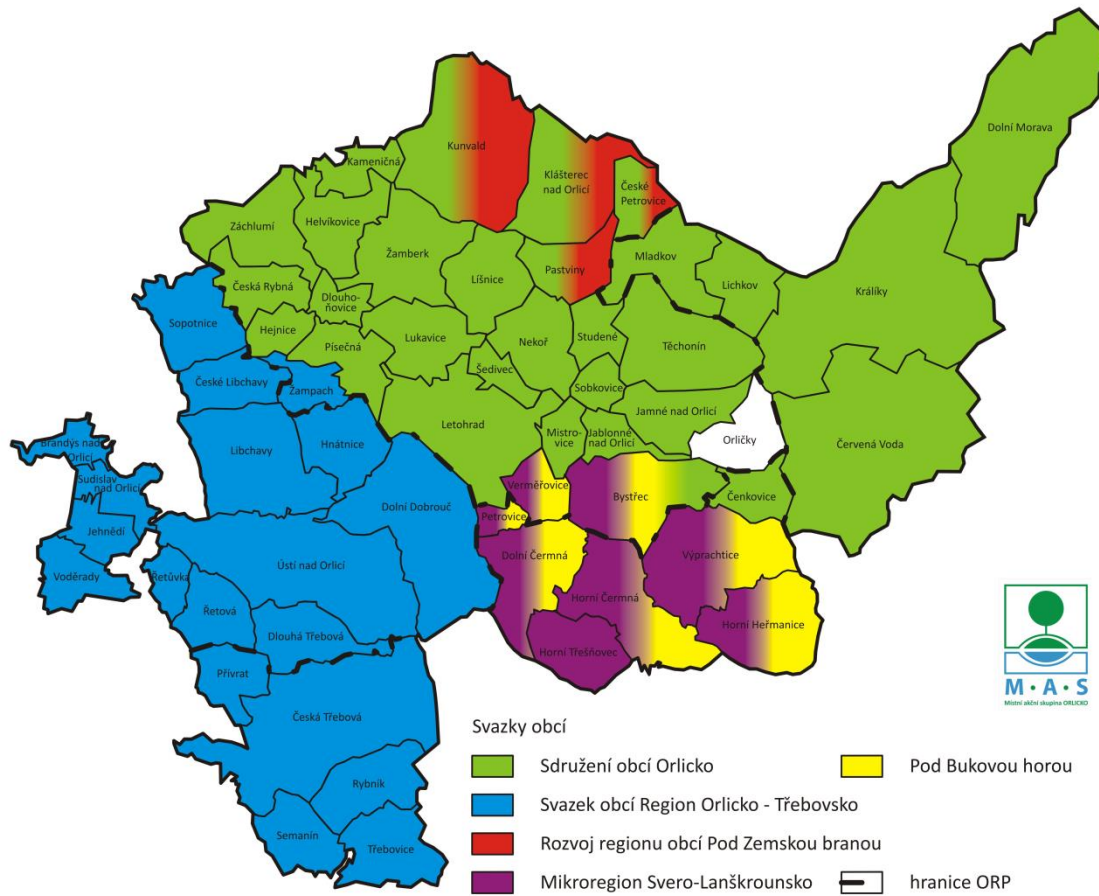 Dolní Morava
Kunvald
Kameničná
Klášterec
nad Orlicí
České
Petrovice
Záchlumí
Helvíkovice
Žamberk
Líšnice
Pastviny
Mladkov
Lichkov
Králíky
Česká Rybná
Dlouho-
ňovice
Sopotnice
Hejnice
Písečná
Lukavice
Nekoř
Studené
Těchonín
Šedivec
České Libchavy
Žampach
Sobkovice
Letohrad
Jamné nad Orlicí
Mistro-
vice
Jablonné
nad Orlicí
Orličky
Červená Voda
Brandýs nad
Orlicí
Libchavy
Hnátnice
Sudislav
nad Orlicí
Dolní Dobrouč
Verměřovice
Bystřec
Čenkovice
Jehnědí
Petrovice
Dolní Čermná
Výprachtice
Voděrady
Řetůvka
Ústí nad Orlicí
Horní Čermná
Řetová
Dlouhá Třebová
Horní Heřmanice
Horní Třešňovec
Přívrat
Česká Třebová
Rybník
Semanín
Třebovice
M·A·S
Místní akční skupina ORLICKO
Svazky obcí
Sdružení obcí Orlicko
Pod Bukovou horou
Svazek obcí Region Orlicko - Třebovsko
Rozvoj regionu obcí Pod Zemskou branou
Mikroregion Svero-Lanškrounsko
hranice ORP